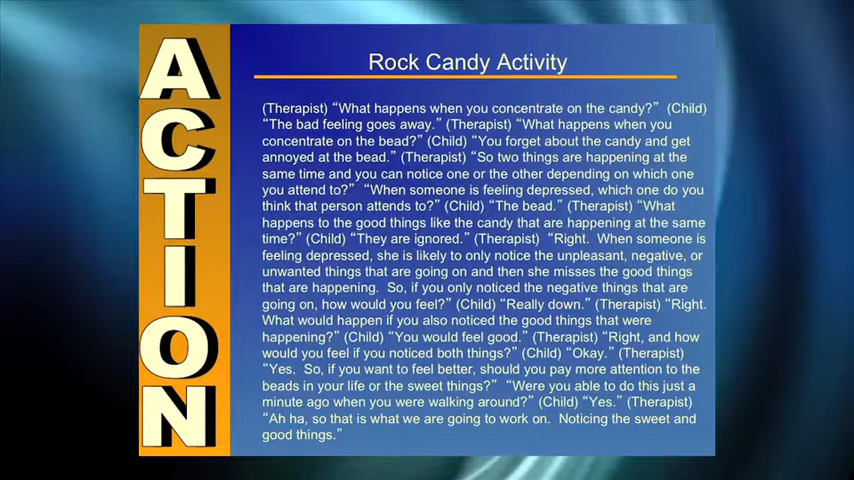 ACTION
Rock Candy Activity
(Therapist) “What happens when you concentrate on the candy?” (Child)
“The bad feeling goes away.” (Therapist) “What happens when you
concentrate on the bead?” (Child) “You forget about the candy and get
annoyed at the bead.” (Therapist) “So two things are happening at the
same time and you can notice one or the other depending on which one
you attend to?” “When someone is feeling depressed, which one do you
think that person attends to?” (Child) “The bead.” (Therapist) “What
happens to the good things like the candy that are happening at the same
time?” (Child) “They are ignored.” (Therapist) “Right. When someone is
feeling depressed, she is likely to only notice the unpleasant, negative, or
unwanted things that are going on and then she misses the good things
that are happening. So, if you only noticed the negative things that are
going on, how would you feel?” (Child) “Really down.” (Therapist) “Right.
What would happen if you also noticed the good things that were
happening?” (Child) “You would feel good.” (Therapist) “Right, and how
would you feel if you noticed both things?” (Child) “Okay.” (Therapist)
“Yes. So, if you want to feel better, should you pay more attention to the
beads in your life or the sweet things?” “Were you able to do this just a
minute ago when you were walking around?” (Child) “Yes.” (Therapist)
“Ah ha, so that is what we are going to work on. Noticing the sweet and
good things.”